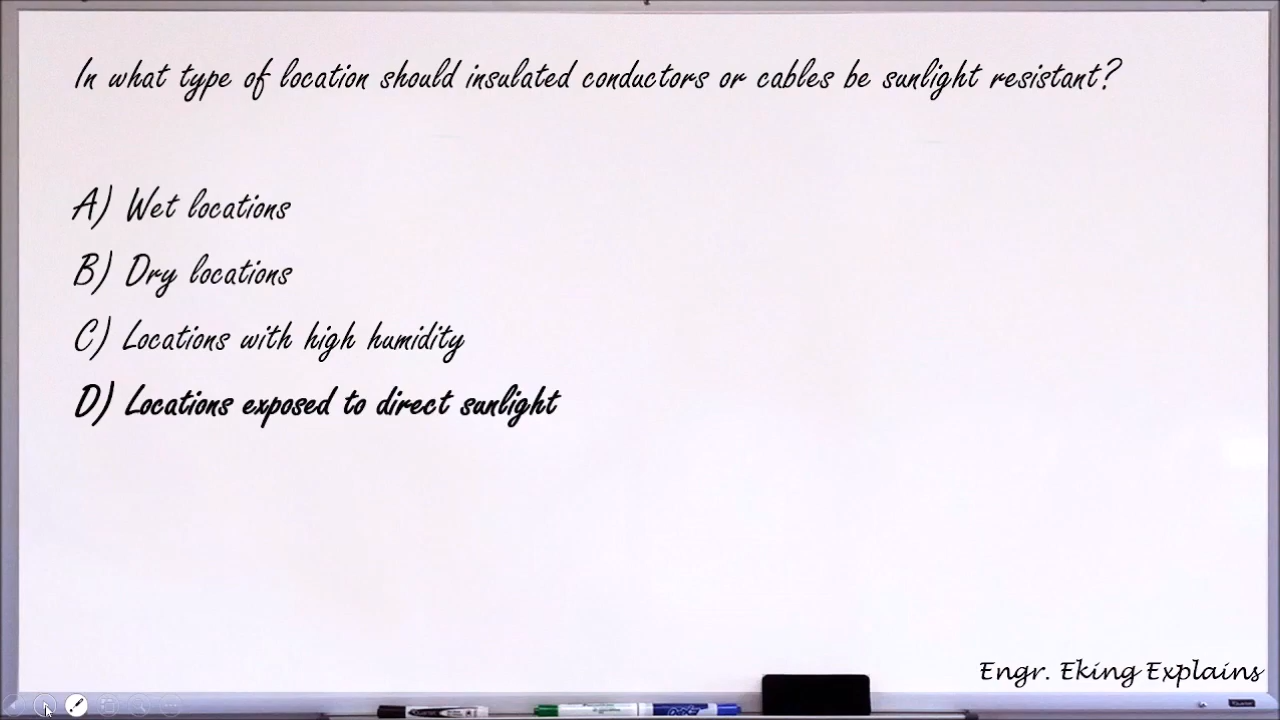 In what type of location should insulated conductors or cables be sunlight resistant?
A) Wet locations
B) Dry locations
C) Locations with high humidity
D) Locations exposed to direct sunlight
Engr. Eking Explains